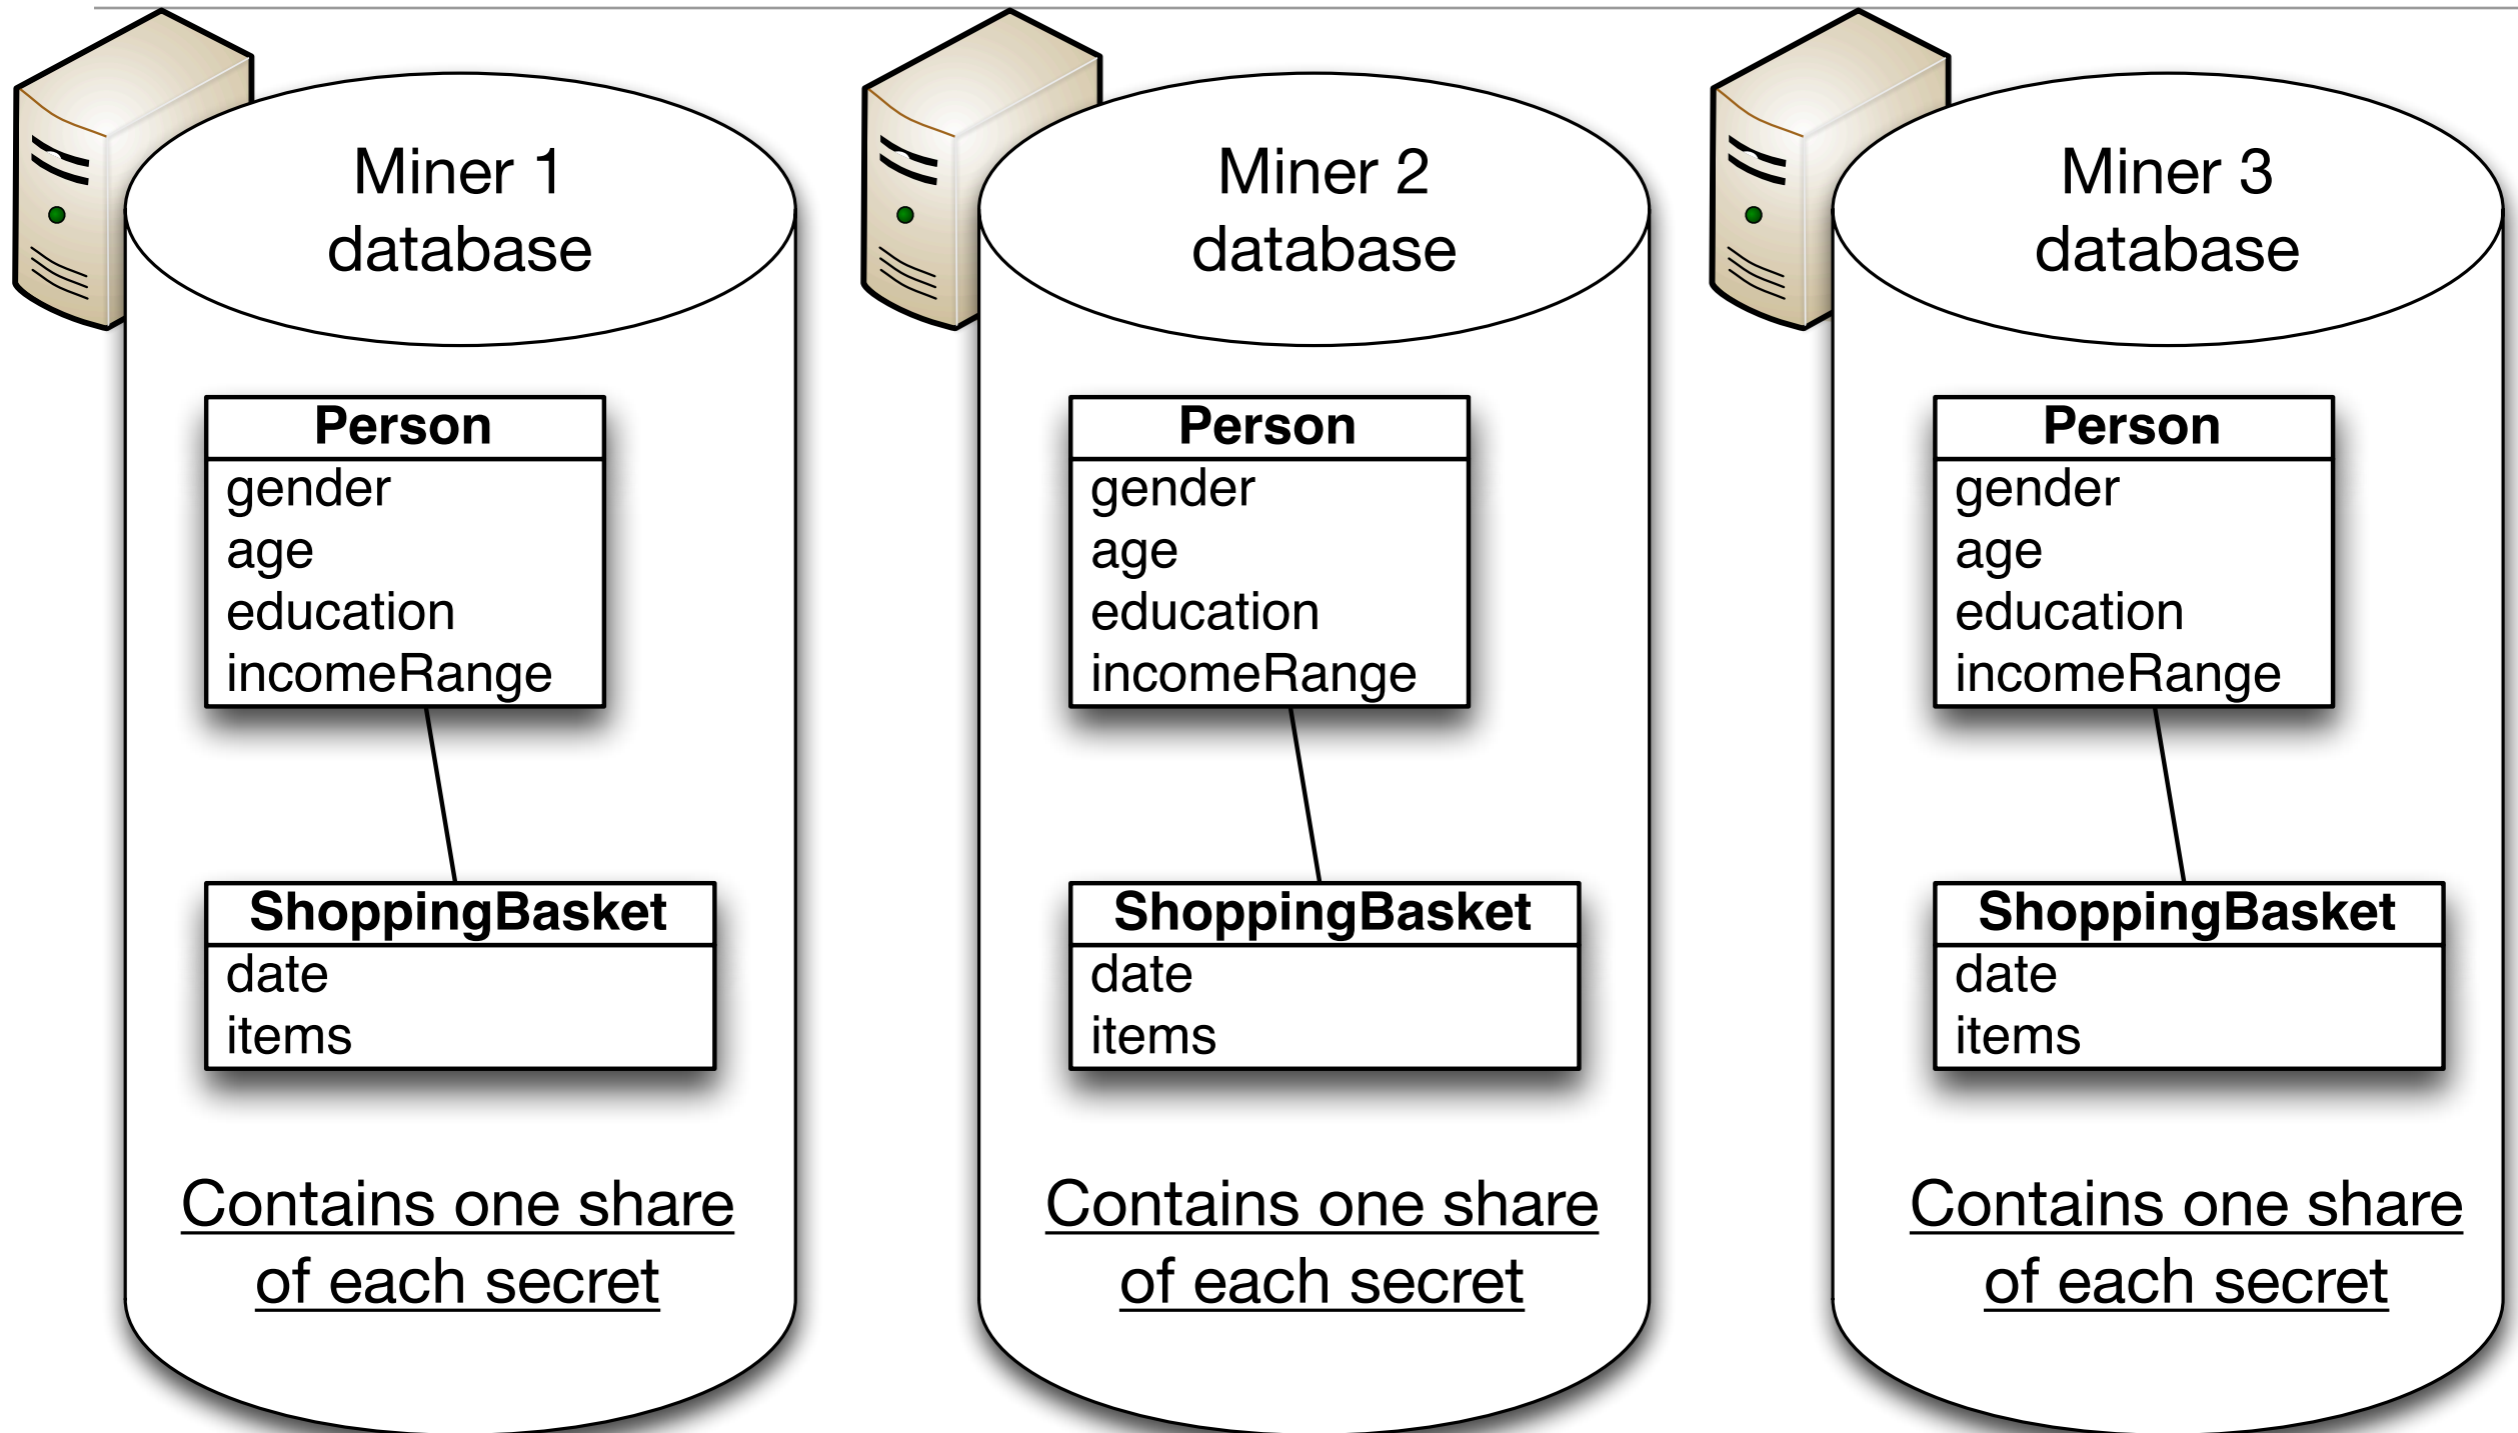 Miner 1
database
Person
gender
age
education
incomeRange
ShoppingBasket
date
items
Contains one share
of each secret
Miner 2
database
Person
gender
age
education
incomeRange
ShoppingBasket
date
items
Contains one share
of each secret
Miner 3
database
Person
gender
age
education
incomeRange
ShoppingBasket
date
items
Contains one share
of each secret